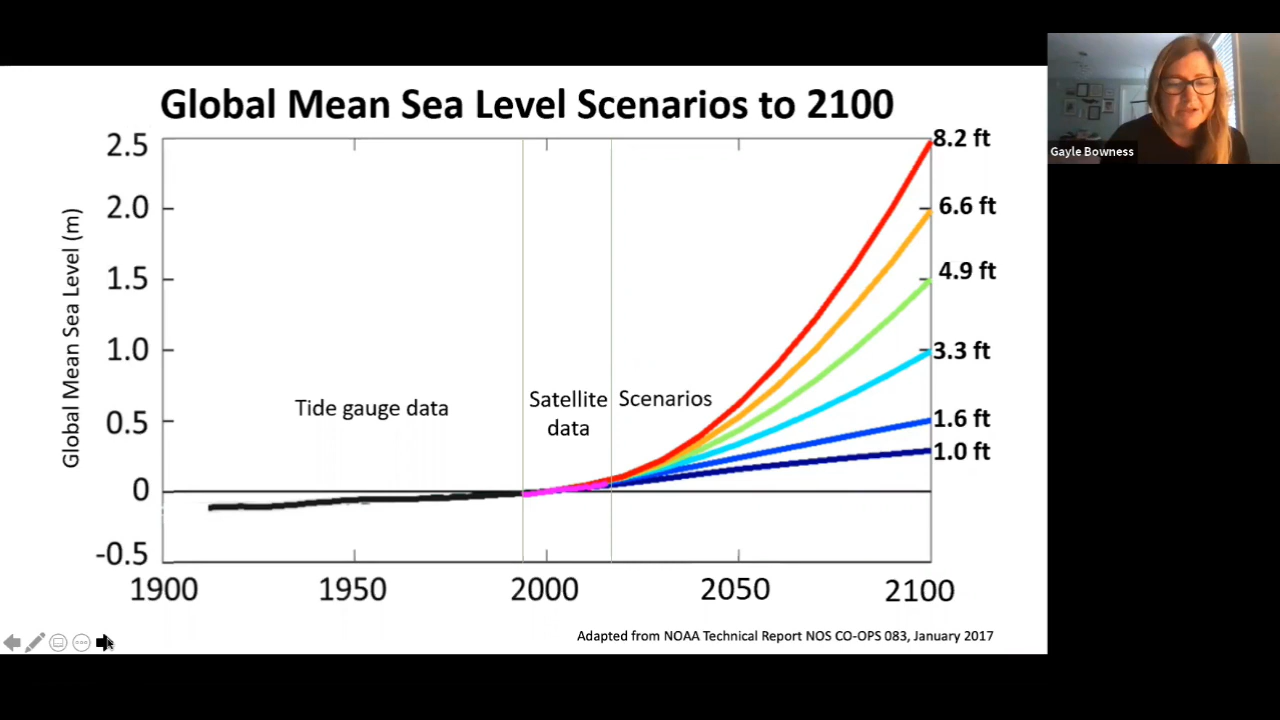 Global Mean Sea Level Scenarios to 2100
Gayle Bowness
Global Mean Sea Level (m)
2.5
2.0
1.5
1.0
0.5
0
-0.5
1900
1950
2000
2050
2100
8.2 ft
6.6 ft
4.9 ft
3.3 ft
1.6 ft
1.0 ft
Tide gauge data
Satellite
data
Scenarios
Adapted from NOAA Technical Report NOS CO-OPS 083, January 2017